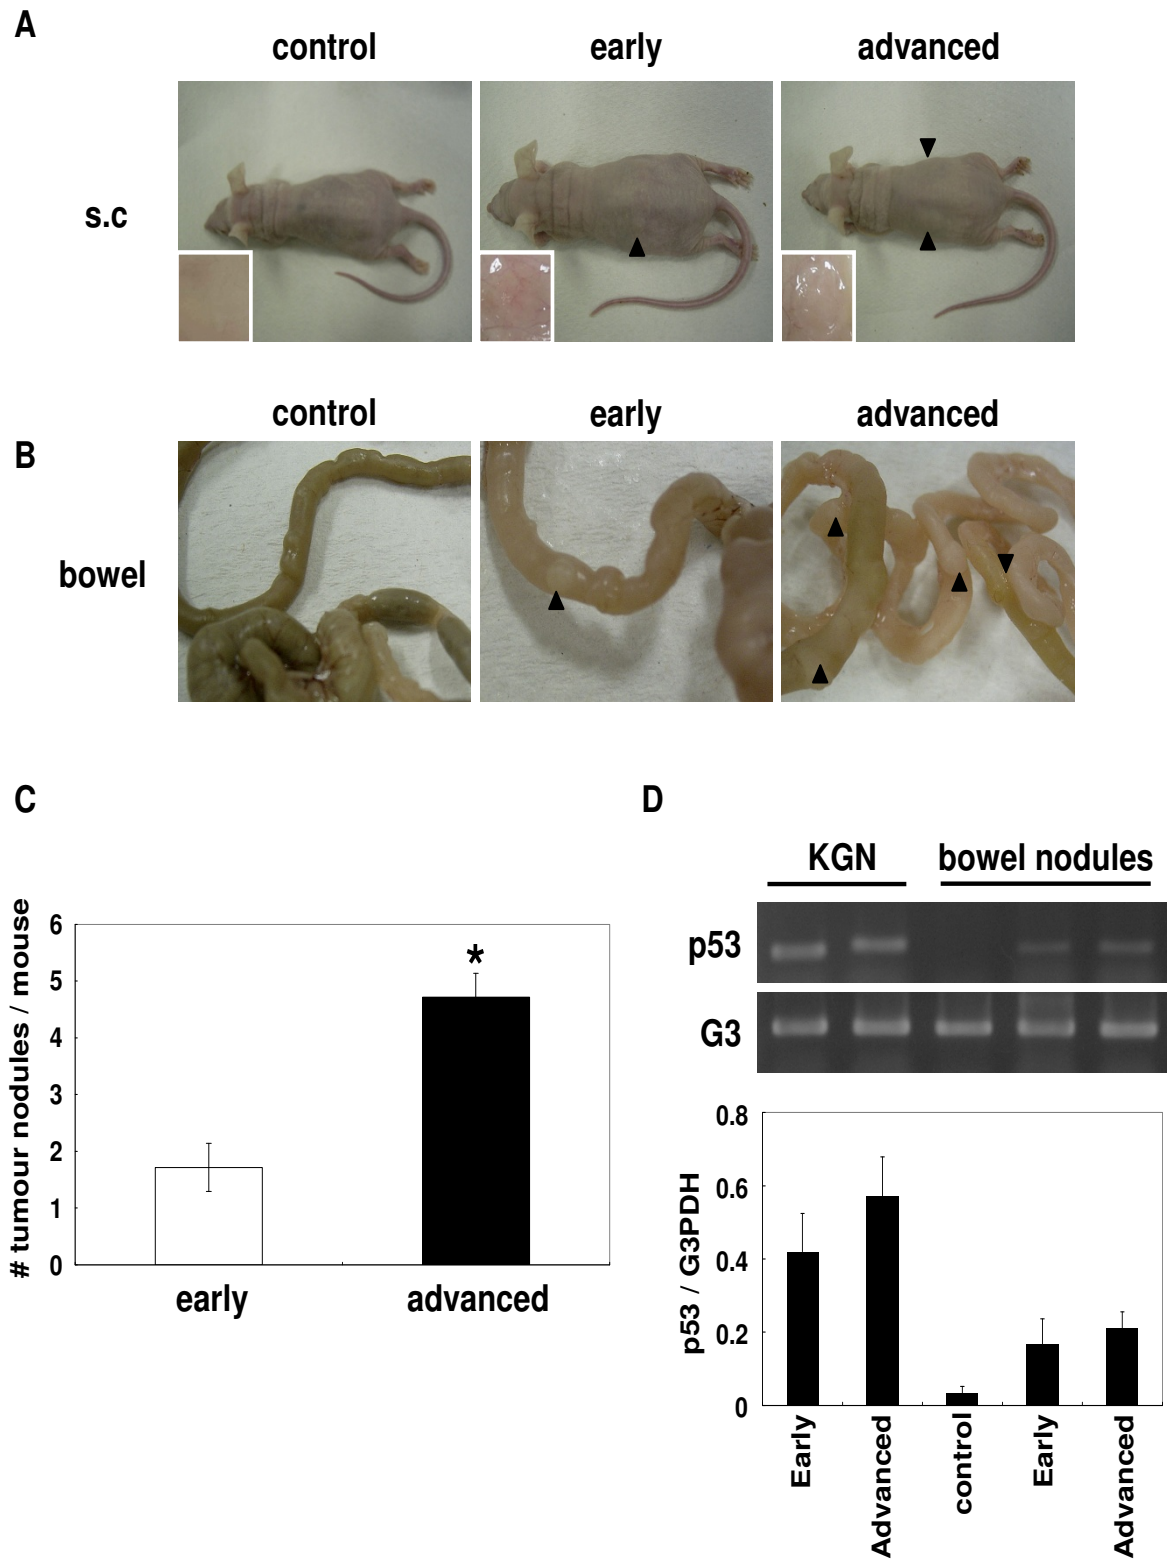 A
control early advanced
s.c
control early advanced
B
bowel
C
# tumour nodules / mouse
6
5
4
3
2
1
0
*
early advanced
D
KGN bowel nodules
p53
G3
p53 / G3PDH
0.8
0.6
0.4
0.2
0
Early
Advanced
control
Early
Advanced